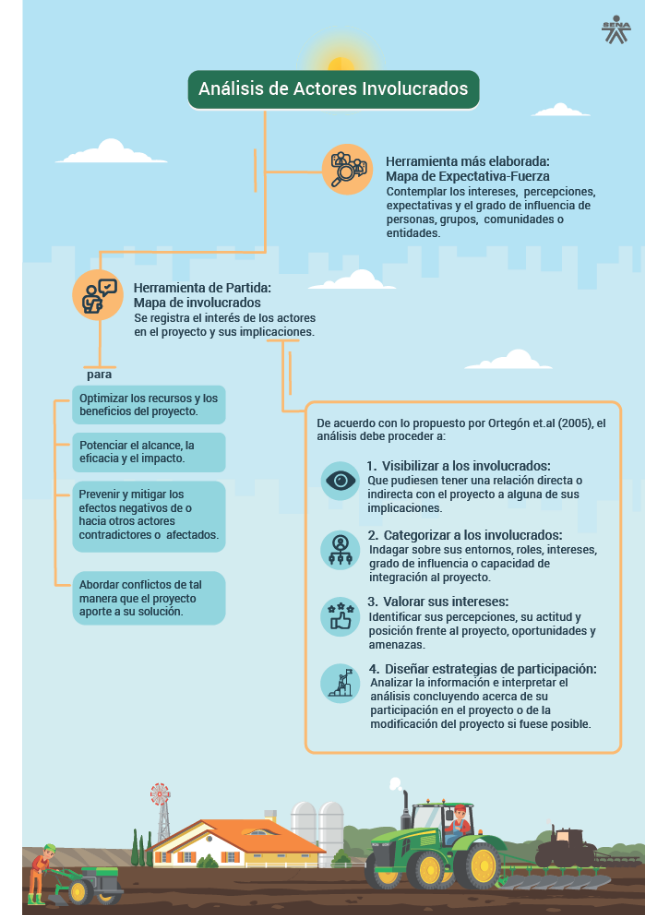 SENA
Análisis de Actores Involucrados
Herramienta más elaborada:
Mapa de Expectativa-Fuerza
Contemplar los intereses, percepciones,
expectativas y el grado de influencia de
personas, grupos, comunidades o
entidades.
Herramienta de Partida:
Mapa de involucrados
Se registra el interés de los actores
en el proyecto y sus implicaciones.
para
Optimizar los recursos y los
beneficios del proyecto.
Potenciar el alcance, la
eficacia y el impacto.
Prevenir y mitigar los
efectos negativos de o
hacia otros actores
contradictores o afectados.
Abordar conflictos de tal
manera que el proyecto
aporte a su solución.
De acuerdo con lo propuesto por Ortegón et.al (2005), el
análisis debe proceder a:
1. Visibilizar a los involucrados:
Que pudiesen tener una relación directa o
indirecta con el proyecto a alguna de sus
implicaciones.
2. Categorizar a los involucrados:
Indagar sobre sus entornos, roles, intereses,
grado de influencia o capacidad de
integración al proyecto.
3. Valorar sus intereses:
Identificar sus percepciones, su actitud y
posición frente al proyecto, oportunidades y
amenazas.
4. Diseñar estrategias de participación:
Analizar la información e interpretar el
análisis concluyendo acerca de su
participación en el proyecto o de la
modificación del proyecto si fuese posible.